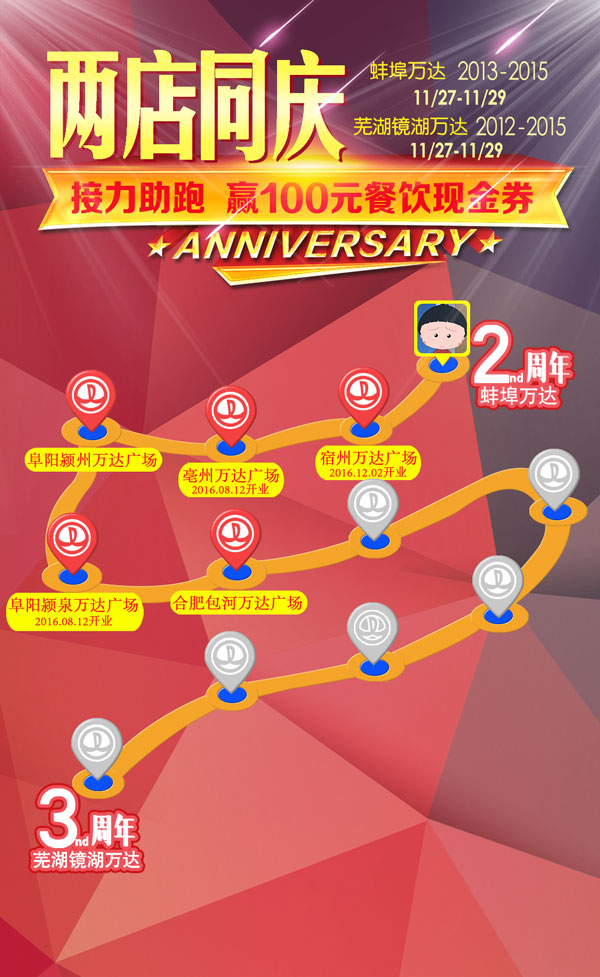 两店同庆
蚌埠万达 2013-2015
11/27-11/29
芜湖镜湖万达 2012-2015
11/27-11/29
接力助跑 赢100元餐饮现金券
ANNIVERSARY
2nd周年
蚌埠万达
阜阳颍州万达广场
亳州万达广场
2016.08.12开业
宿州万达广场
2016.12.02开业
阜阳颍泉万达广场
2016.08.12开业
合肥包河万达广场
3nd周年
芜湖镜湖万达